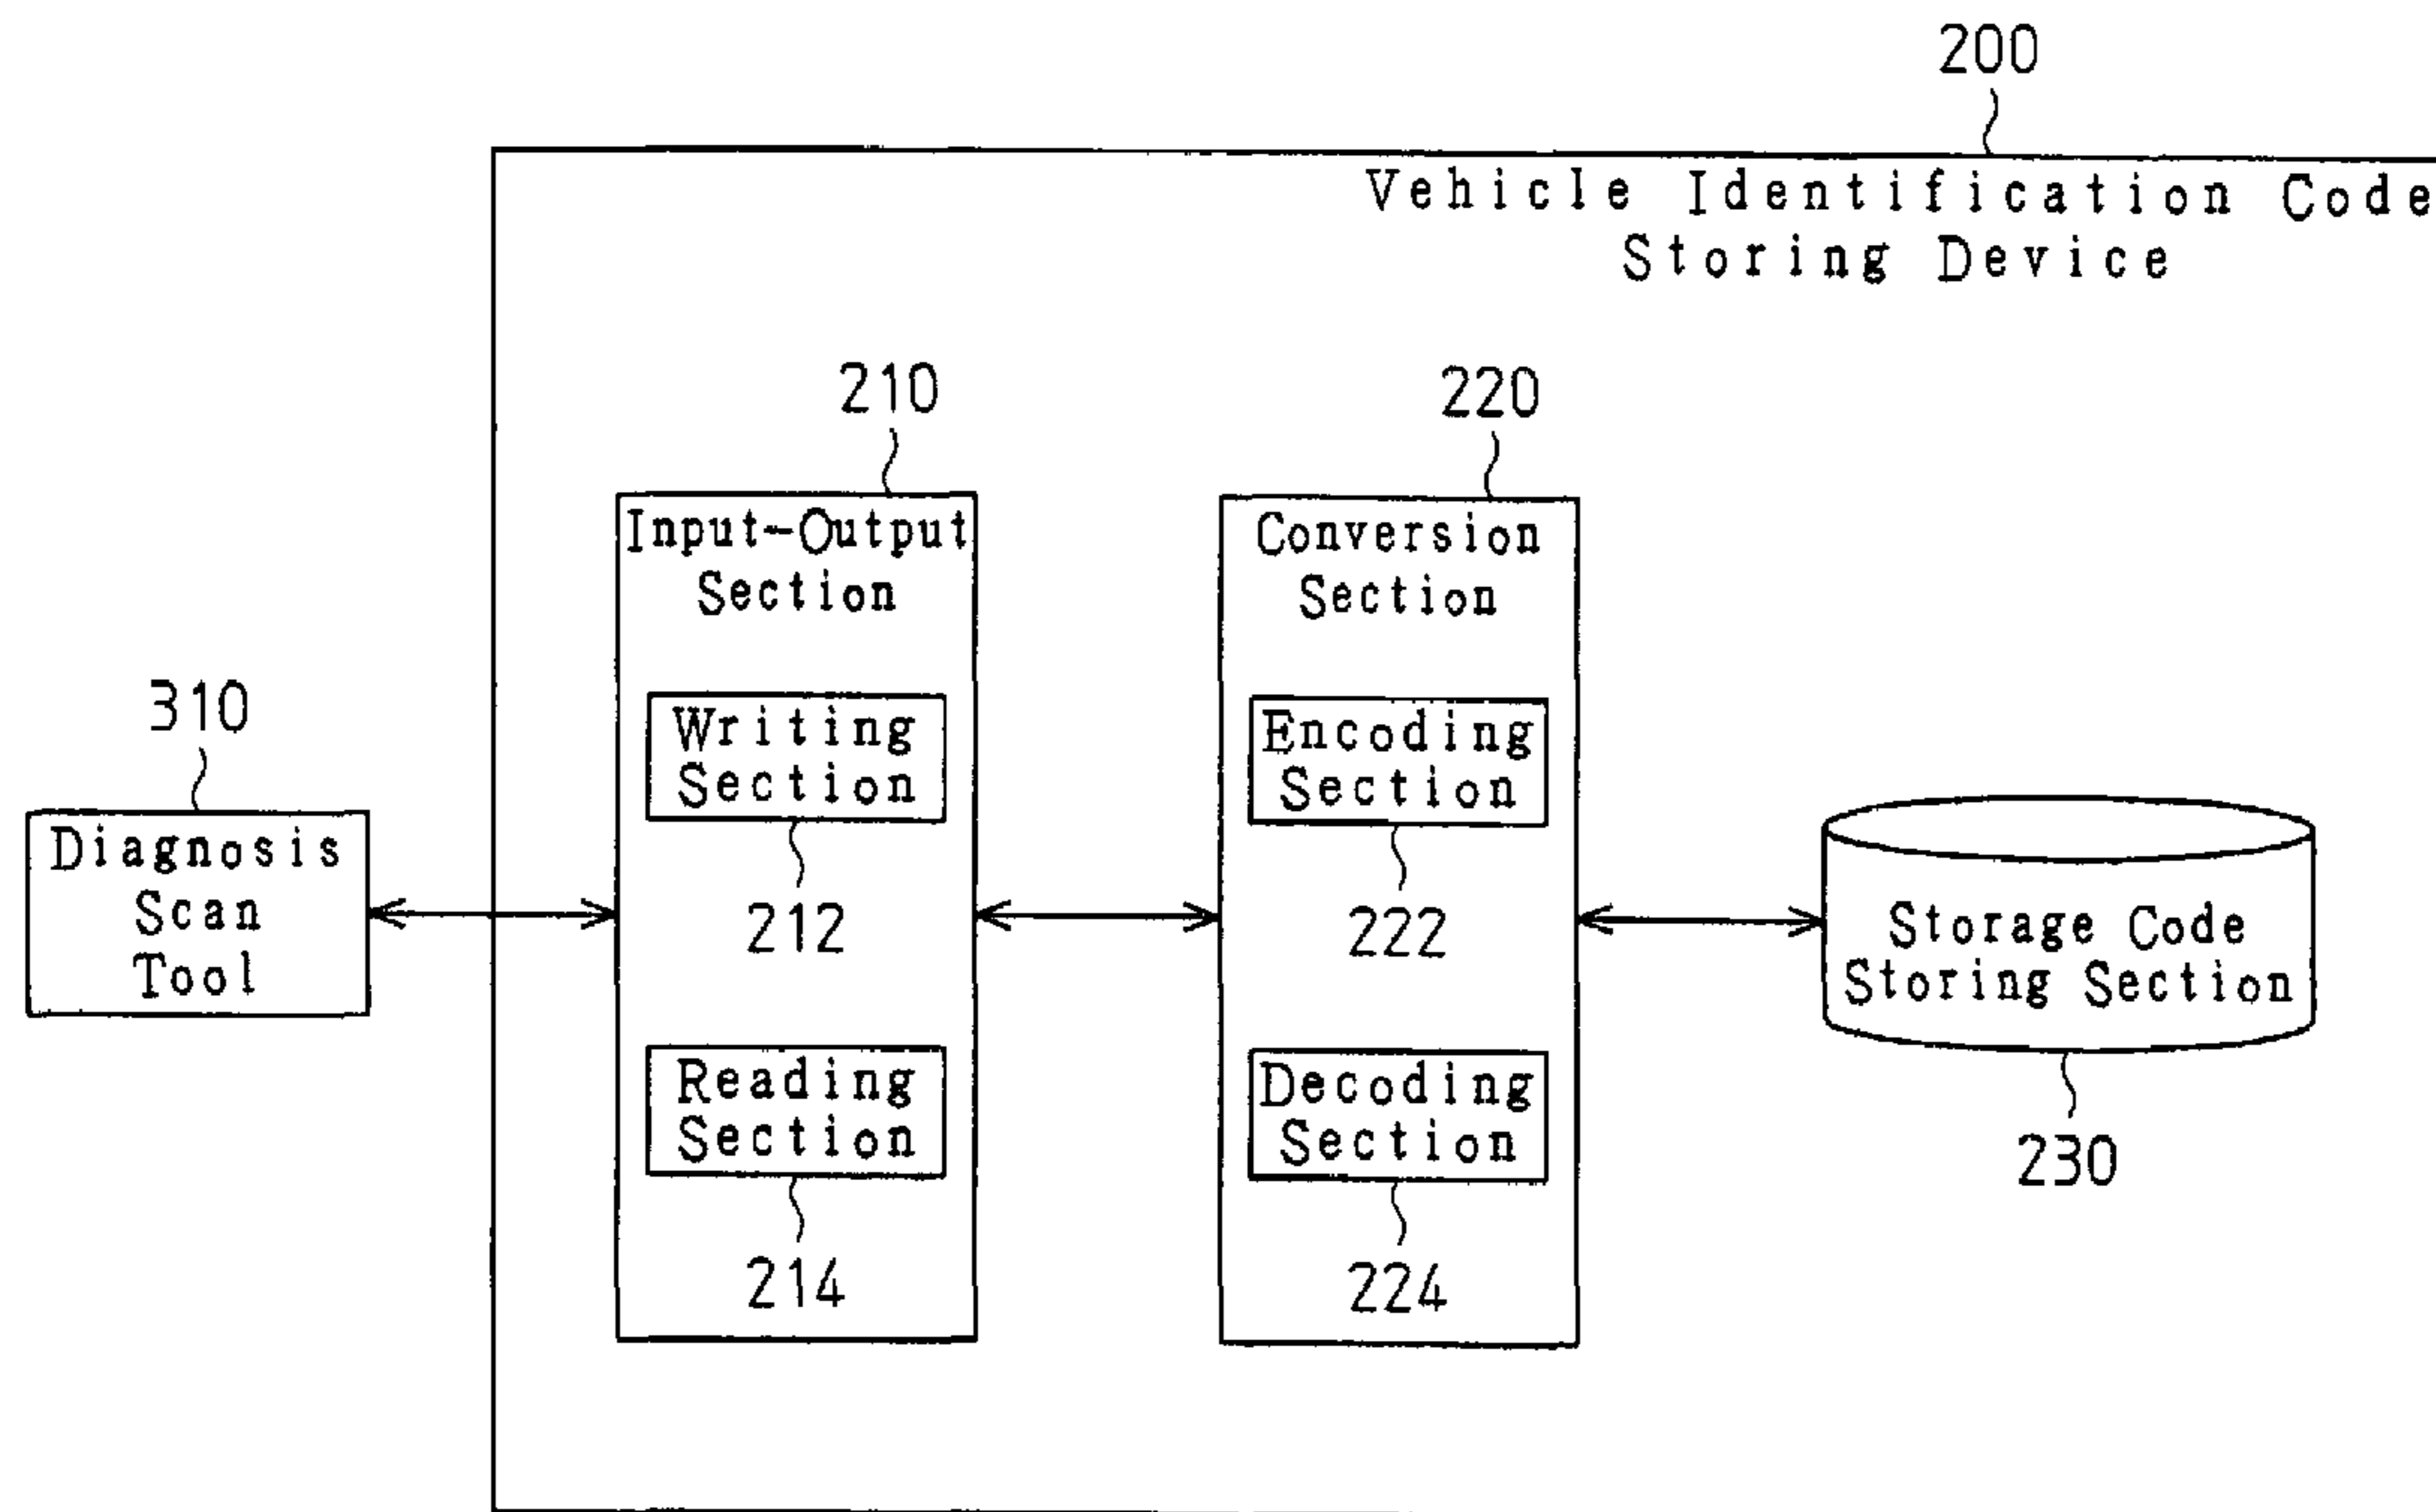 200
Vehicle Identification Code
Storing Device
210
220
Input-Output
Section
Conversion
Section
310
Writing
Section
Encoding
Section
Diagnosis
Scan
Tool
212
222
Storage Code
Storing Section
Reading
Section
Decoding
Section
230
214
224